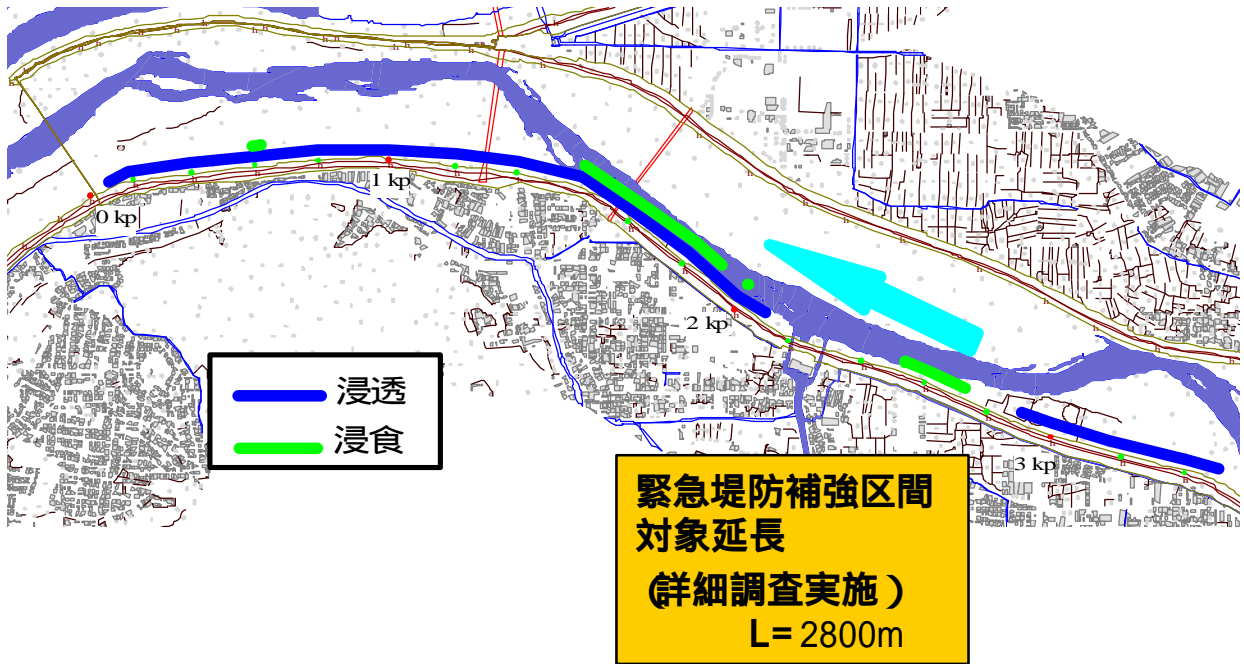 0 kp
1 kp
2 kp
3 kp
浸透
浸食
緊急堤防補強区間
対象延長
(詳細調査実施)
L= 2800m